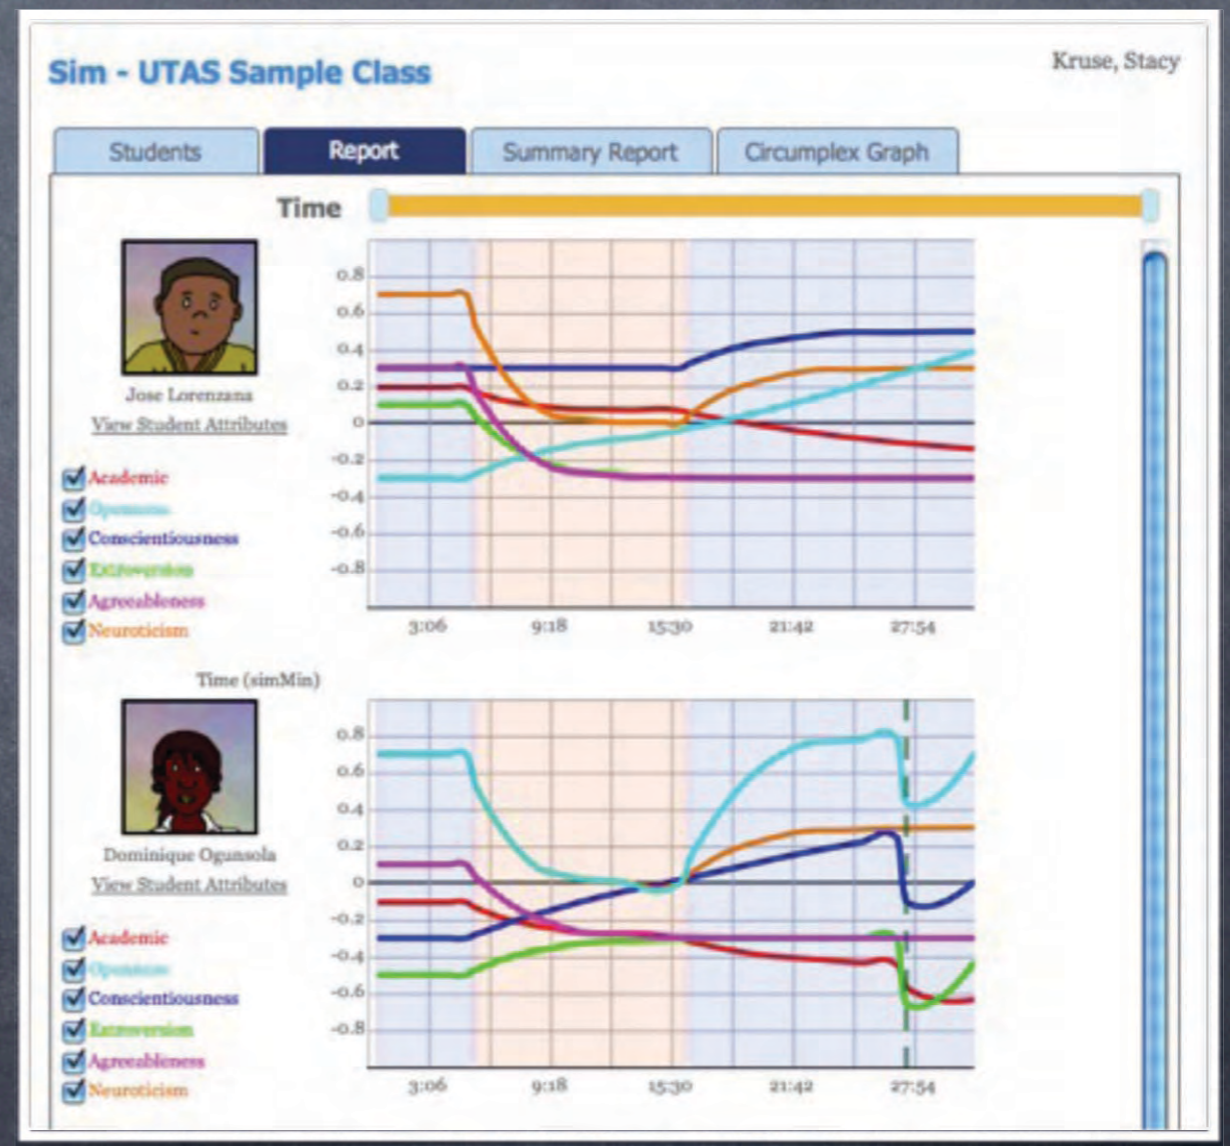 Sim - UTAS Sample Class
Kruse, Stacy
Students
Report
Summary Report
Circumplex Graph
Time
Jose Lorenzana
View Student Attributes
Academic
Openness
Conscientiousness
Extroversion
Agreeableness
Neuroticism
0.8
0.6
0.4
0.2
0
-0.2
-0.4
-0.6
-0.8
3:06
9:18
15:30
21:42
27:54
Time (simMin)
Dominique Ogunsola
View Student Attributes
Academic
Openness
Conscientiousness
Extroversion
Agreeableness
Neuroticism
0.8
0.6
0.4
0.2
0
-0.2
-0.4
-0.6
-0.8
3:06
9:18
15:30
21:42
27:54